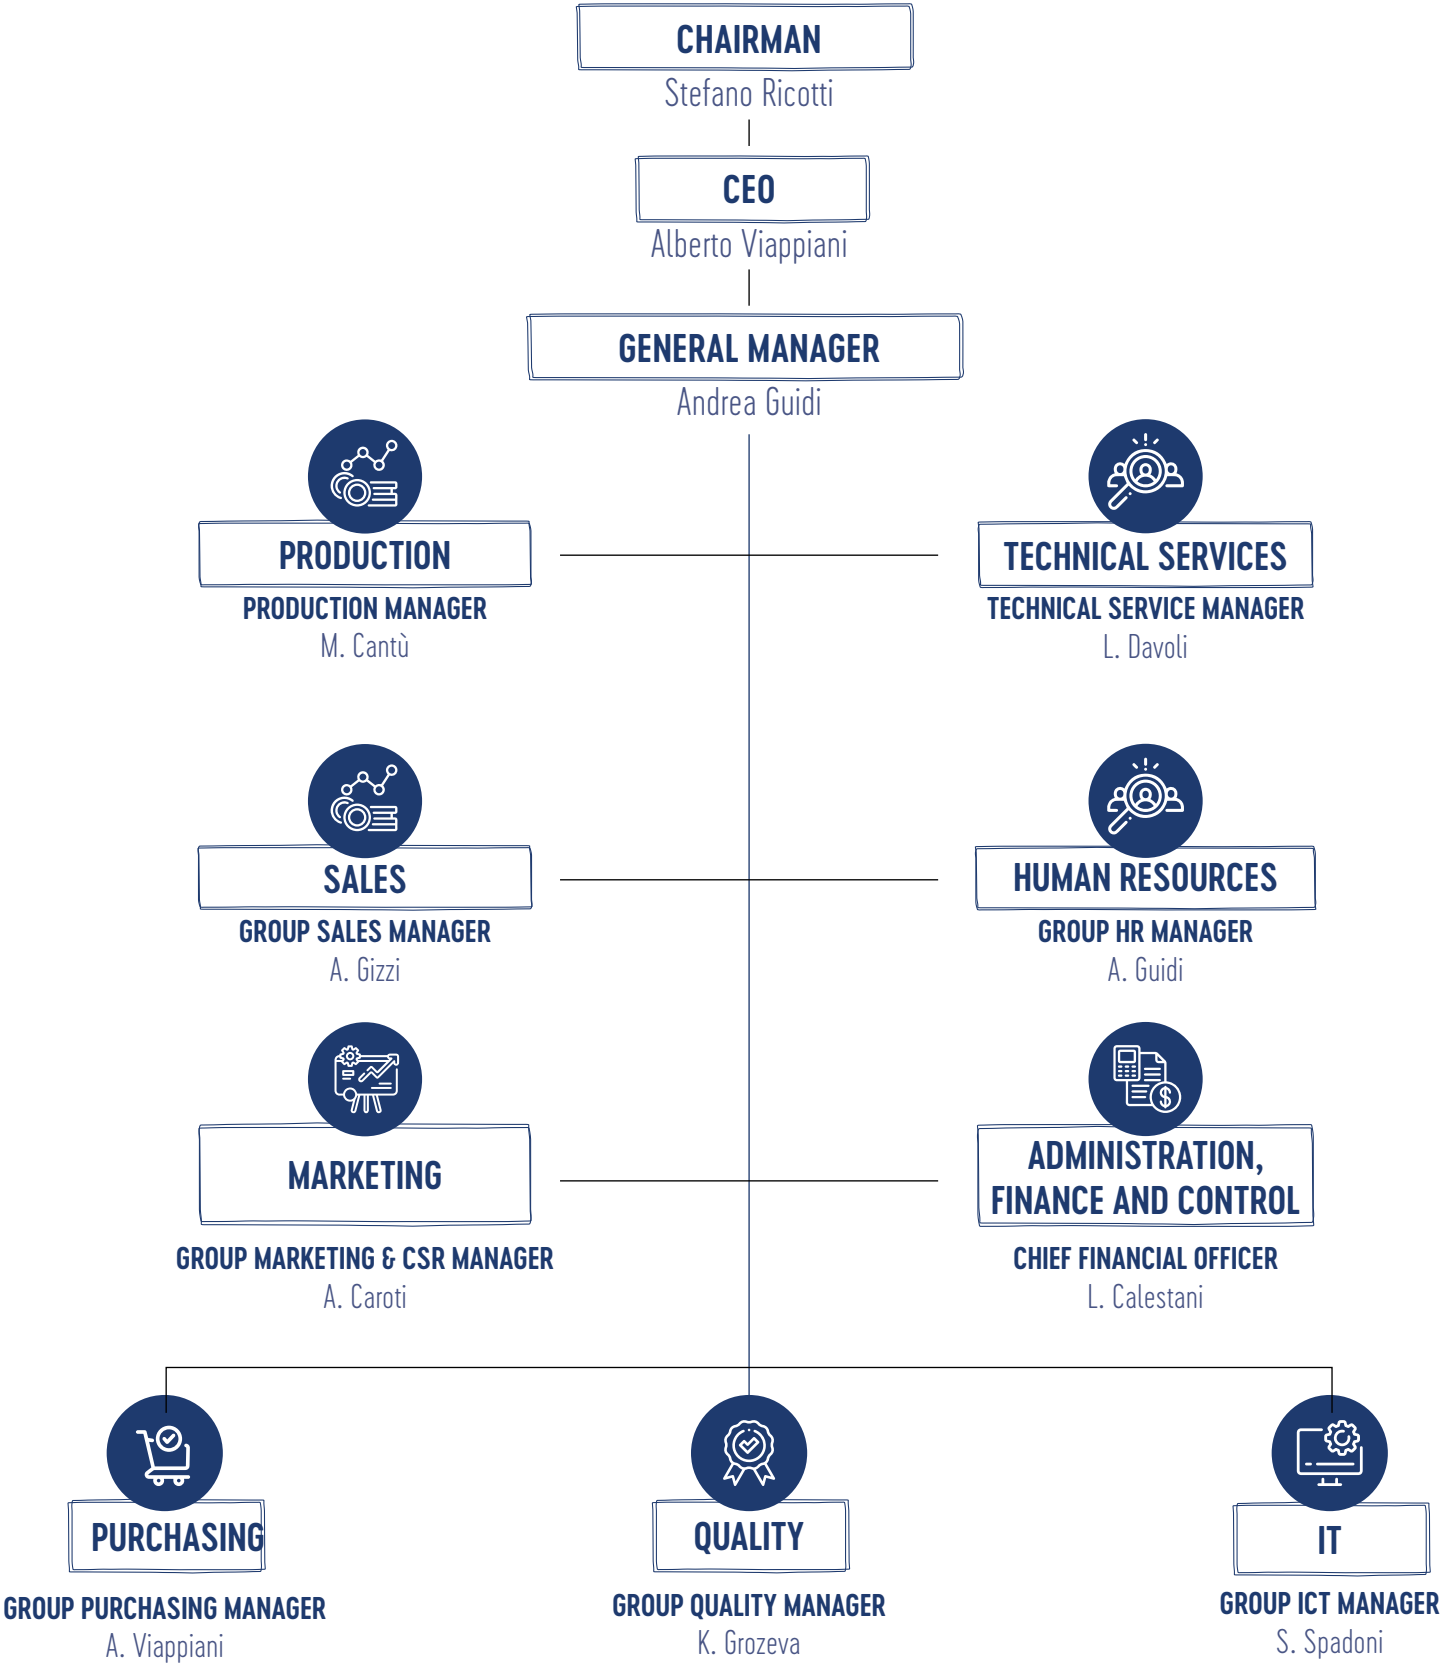 CHAIRMAN
Stefano Ricotti
CEO
Alberto Viappiani
GENERAL MANAGER
Andrea Guidi
PRODUCTION
PRODUCTION MANAGER
M. Cantù
TECHNICAL SERVICES
TECHNICAL SERVICE MANAGER
L. Davoli
SALES
GROUP SALES MANAGER
A. Gizzi
HUMAN RESOURCES
GROUP HR MANAGER
A. Guidi
MARKETING
GROUP MARKETING & CSR MANAGER
A. Caroti
ADMINISTRATION,
FINANCE AND CONTROL
CHIEF FINANCIAL OFFICER
L. Calestani
PURCHASING
GROUP PURCHASING MANAGER
A. Viappiani
QUALITY
GROUP QUALITY MANAGER
K. Grozeva
IT
GROUP ICT MANAGER
S. Spadoni